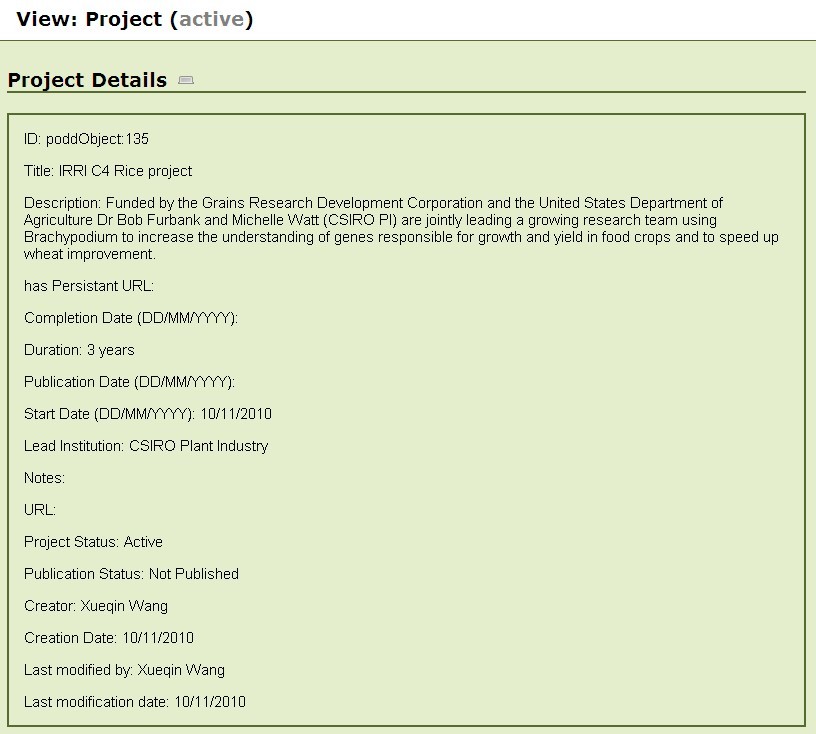 View: Project (active)
Project Details
ID: poddObject:135
Title: IRRI C4 Rice project
Description: Funded by the Grains Research Development Corporation and the United States Department of
Agriculture Dr Bob Furbank and Michelle Watt (CSIRO PI) are jointly leading a growing research team using
Brachypodium to increase the understanding of genes responsible for growth and yield in food crops and to speed up
wheat improvement.
has Persistant URL:
Completion Date (DD/MM/YYYY):
Duration: 3 years
Publication Date (DD/MM/YYYY):
Start Date (DD/MM/YYYY): 10/11/2010
Lead Institution: CSIRO Plant Industry
Notes:
URL:
Project Status: Active
Publication Status: Not Published
Creator: Xueqin Wang
Creation Date: 10/11/2010
Last modified by: Xueqin Wang
Last modification date: 10/11/2010